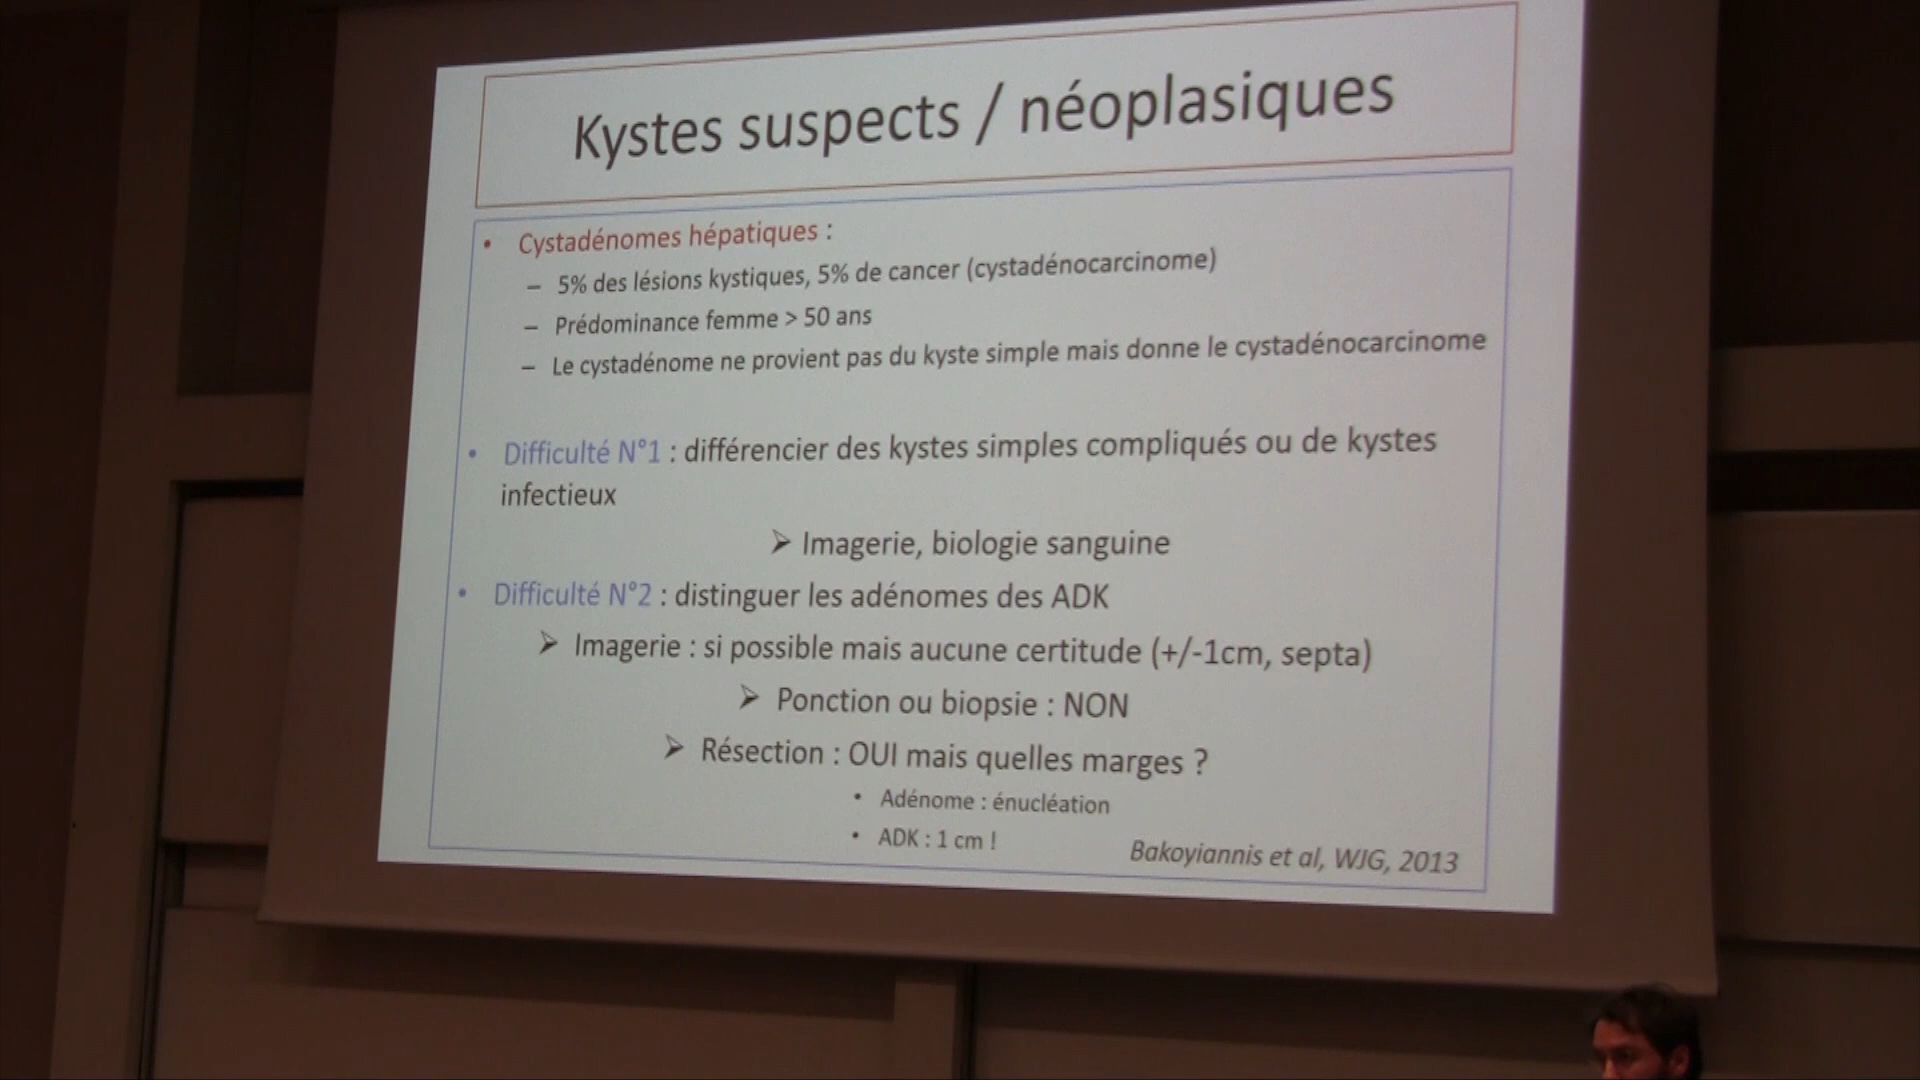 Kystes suspects / néoplasiques
• Cystadénomes hépatiques :
– 5% des lésions kystiques, 5% de cancer (cystadénocarcinome)
– Prédominance femme > 50 ans
– Le cystadénome ne provient pas du kyste simple mais donne le cystadénocarcinome
• Difficulté N°1 : différencier des kystes simples compliqués ou de kystes
infectieux
➢ Imagerie, biologie sanguine
• Difficulté N°2 : distinguer les adénomes des ADK
➢ Imagerie : si possible mais aucune certitude (+/-1cm, septa)
➢ Ponction ou biopsie : NON
➢ Résection : OUI mais quelles marges ?
• Adénome : énucléation
• ADK : 1 cm !
Bakoyiannis et al, WJG, 2013